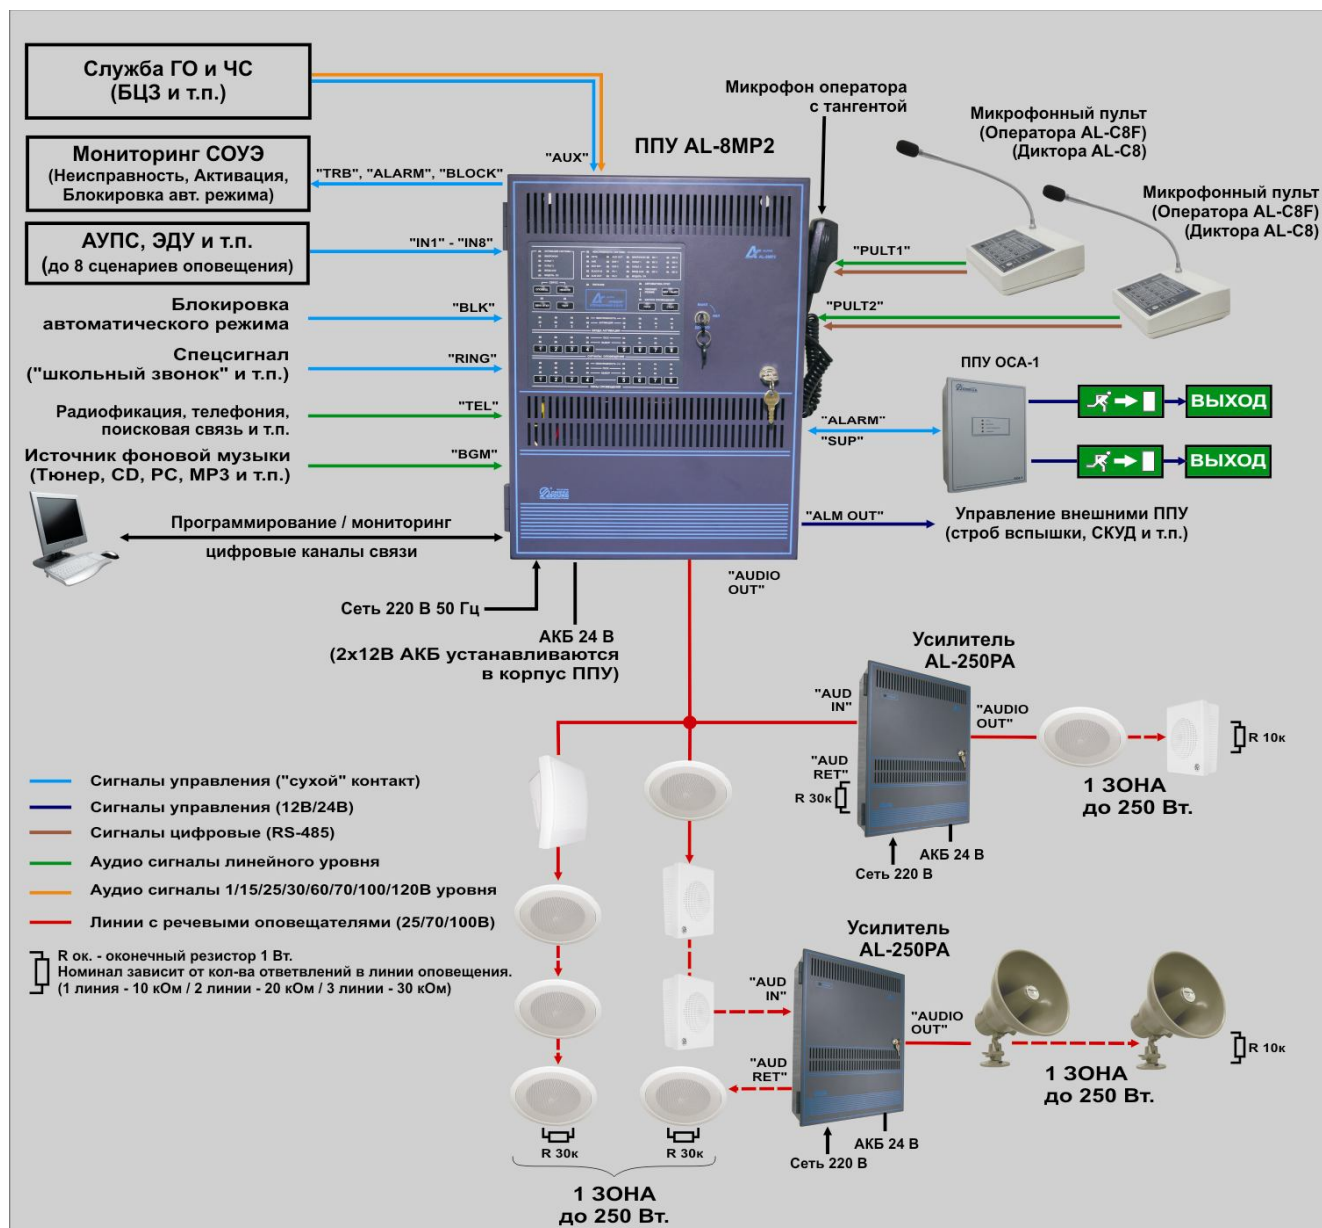 Служба ГО и ЧС
(БЦЗ и т.п.)
Мониторинг СОУЭ
(Неисправность, Активация,
Блокировка авт. режима)
АУПС, ЭДУ и т.п.
(до 8 сценариев оповещения)
Блокировка
автоматического режима
Спецсигнал
("школьный звонок" и т.п.)
Радиофикация, телефония,
поисковая связь и т.п.
Источник фоновой музыки
(Тюнер, CD, PC, MP3 и т.п.)
Программирование / мониторинг
цифровые каналы связи
"AUX"
"TRB", "ALARM", "BLOCK"
"IN1" - "IN8"
"BLK"
"RING"
"TEL"
"BGM"
ППУ AL-8MP2
Микрофон оператора
с тангентой
Микрофонный пульт
(Оператора AL-C8F)
(Диктора AL-C8)
Микрофонный пульт
(Оператора AL-C8F)
(Диктора AL-C8)
"PULT1"
"PULT2"
ППУ ОСА-1
"ALARM"
"SUP"
ВЫХОД
ВЫХОД
"ALM OUT"
Управление внешними ППУ
(строб вспышки, СКУД и т.п.)
Сеть 220 В 50 Гц
АКБ 24 В
(2x12В АКБ устанавливаются
в корпус ППУ)
"AUDIO
OUT"
Усилитель
AL-250PA
"AUD
IN"
"AUDIO
OUT"
"AUD
RET"
R 30к
R 10к
1 ЗОНА
до 250 Вт.
АКБ 24 В
Сеть 220 В
Сигналы управления ("сухой" контакт)
Сигналы управления (12В/24В)
Сигналы цифровые (RS-485)
Аудио сигналы линейного уровня
Аудио сигналы 1/15/25/30/60/70/100/120В уровня
Линии с речевыми оповещателями (25/70/100В)
R ок. - оконечный резистор 1 Вт.
Номинал зависит от кол-ва ответвлений в линии оповещения.
(1 линия - 10 кОм / 2 линии - 20 кОм / 3 линии - 30 кОм)
Усилитель
AL-250PA
"AUD
IN"
"AUDIO
OUT"
"AUD
RET"
R 10к
1 ЗОНА
до 250 Вт.
АКБ 24 В
Сеть 220 В
R 30к
R 30к
1 ЗОНА
до 250 Вт.